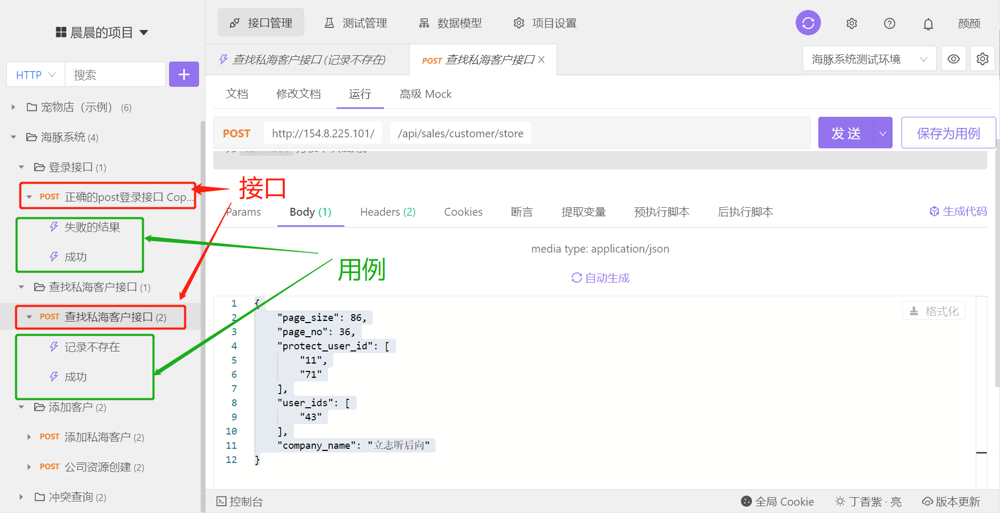 晨晨的项目
接口管理
测试管理
数据模型
项目设置
颜颜
HTTP
搜索
查找私海客户接口 (记录不存在)
POST 查找私海客户接口
海豚系统测试环境
宠物店（示例） (6)
海豚系统 (4)
登录接口 (1)
POST 正确的post登录接口 Cop...
失败的结果
成功
查找私海客户接口 (1)
POST 查找私海客户接口 (2)
记录不存在
成功
添加客户 (2)
POST 添加私海客户 (2)
POST 公司资源创建 (2)
冲突查询 (2)
接口
用例
文档
修改文档
运行
高级 Mock
POST http://154.8.225.101/ /api/sales/customer/store
发 送
保存为用例
Params
Body (1)
Headers (2)
Cookies
断言
提取变量
预执行脚本
后执行脚本
生成代码
media type: application/json
自动生成
格式化
1 {
2 "page_size": 86,
3 "page_no": 36,
4 "protect_user_id": [
5 "11",
6 "71"
7 ],
8 "user_ids": [
9 "43"
10 ],
11 "company_name": "立志听后向"
12 }
控制台
全局 Cookie
丁香紫 · 亮
版本更新